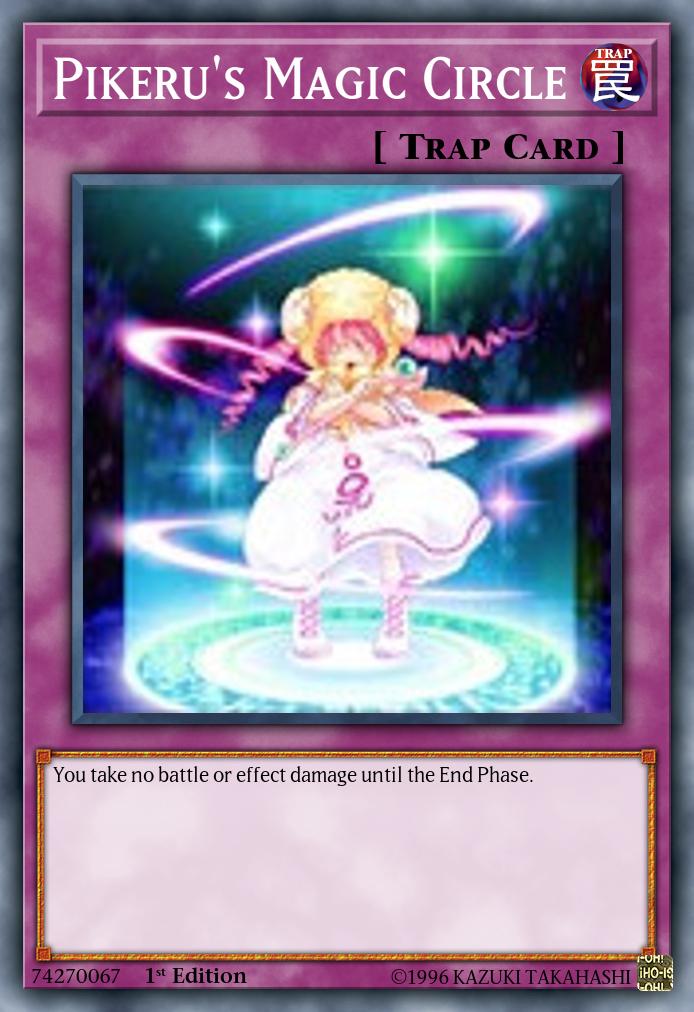 PIKERU'S MAGIC CIRCLE
TRAP
罠
[ TRAP CARD ]
You take no battle or effect damage until the End Phase.
74270067 1st Edition ©1996 KAZUKI TAKAHASHI